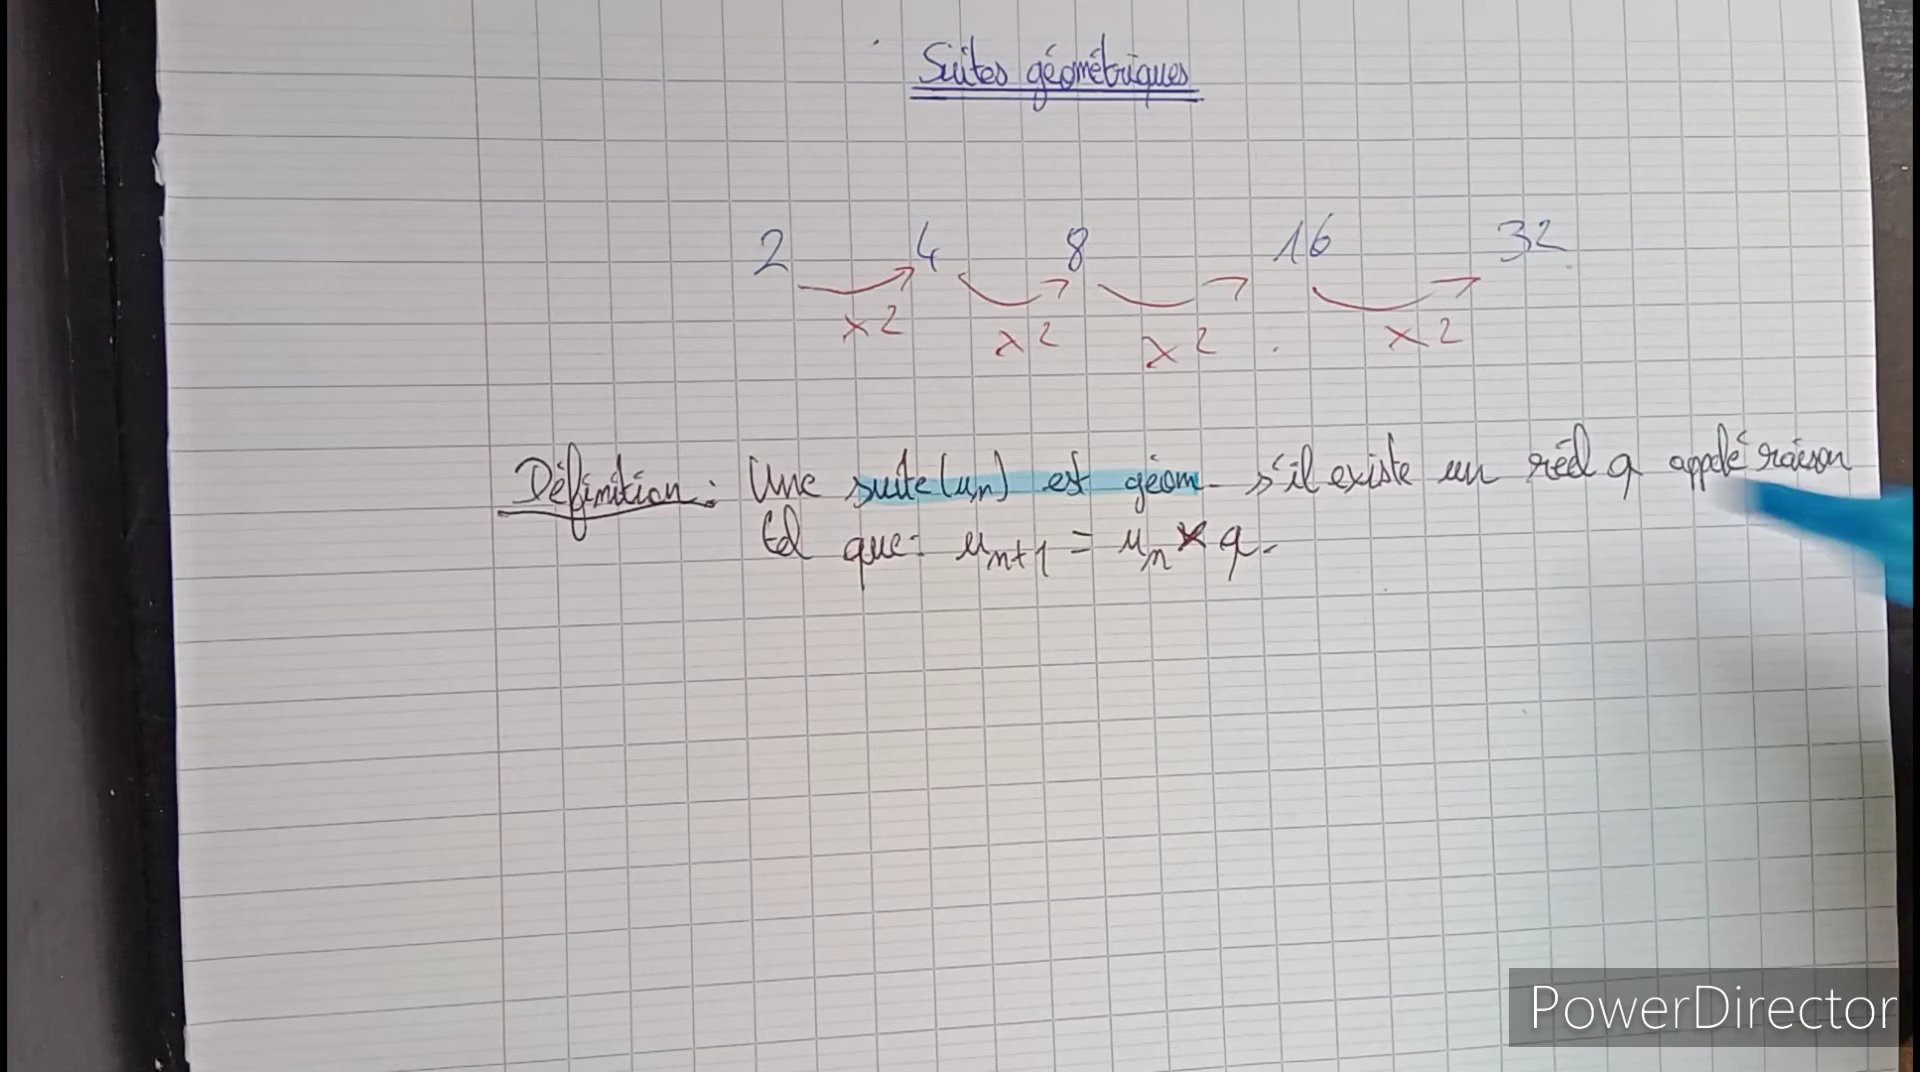 Suites géométriques
2 4 8 16 32
×2 ×2 ×2 ×2
Définition: Une suite (un) est géom. s'il existe un réel q appelé raison
tel que: un+1 = un × q.
PowerDirector